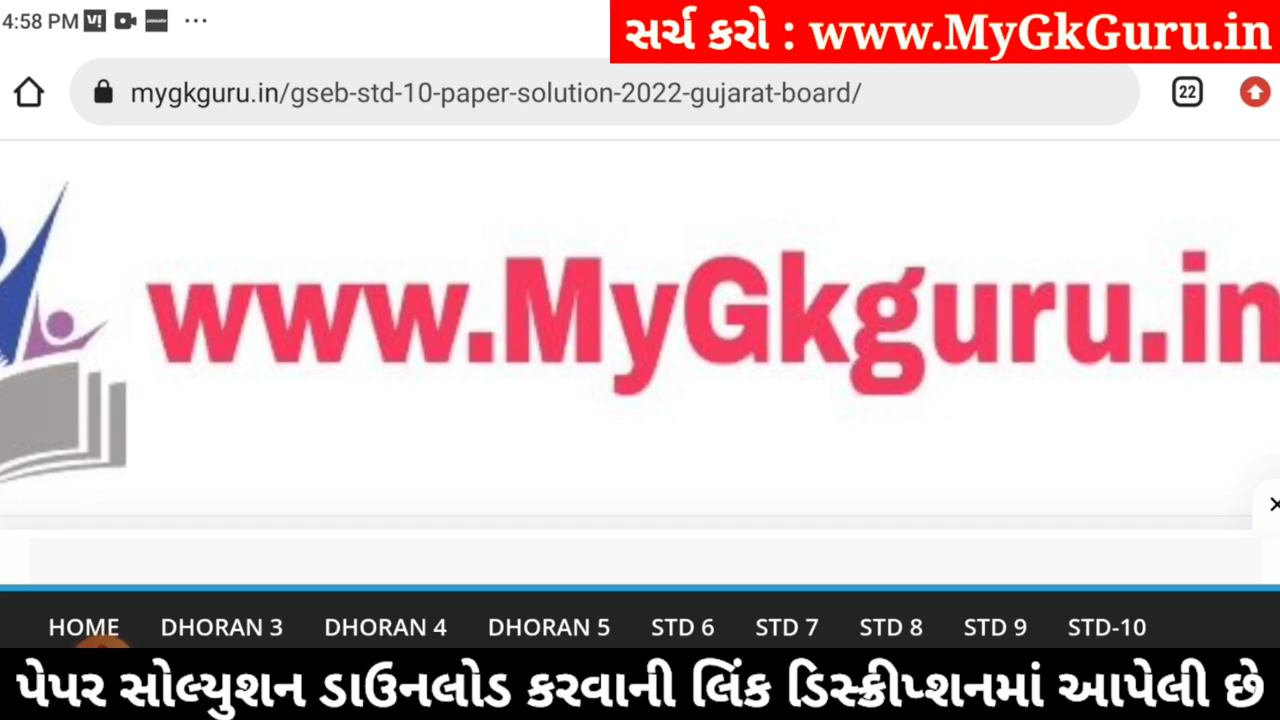 4:58 PM
સર્ચ કરો : www.MyGkGuru.in
mygkguru.in/gseb-std-10-paper-solution-2022-gujarat-board/
22
www.MyGkguru.in
HOME DHORAN 3 DHORAN 4 DHORAN 5 STD 6 STD 7 STD 8 STD 9 STD-10
પેપર સોલ્યુશન ડાઉનલોડ કરવાની લિંક ડિસ્ક્રીપ્શનમાં આપેલી છે